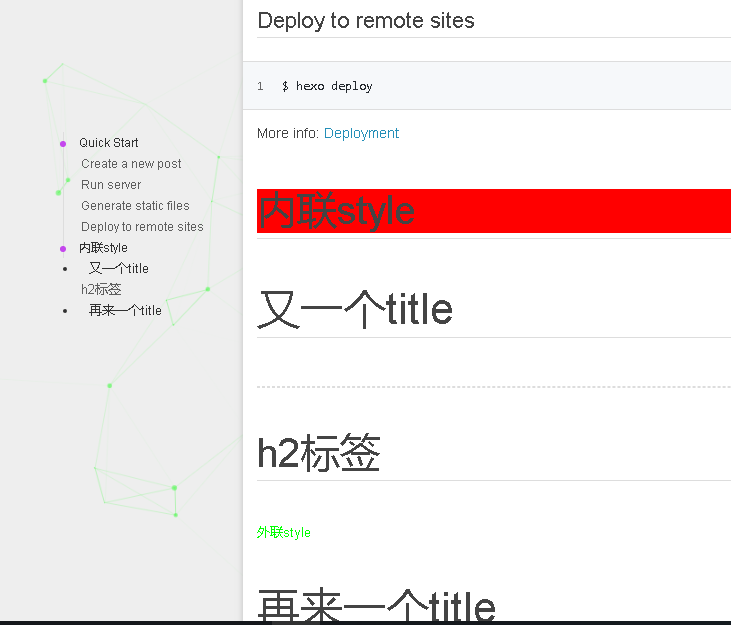 Quick Start
Create a new post
Run server
Generate static files
Deploy to remote sites
内联style
又一个title
h2标签
再来一个title
Deploy to remote sites
1 $ hexo deploy
More info: Deployment
内联style
又一个title
h2标签
外联style
再来一个title